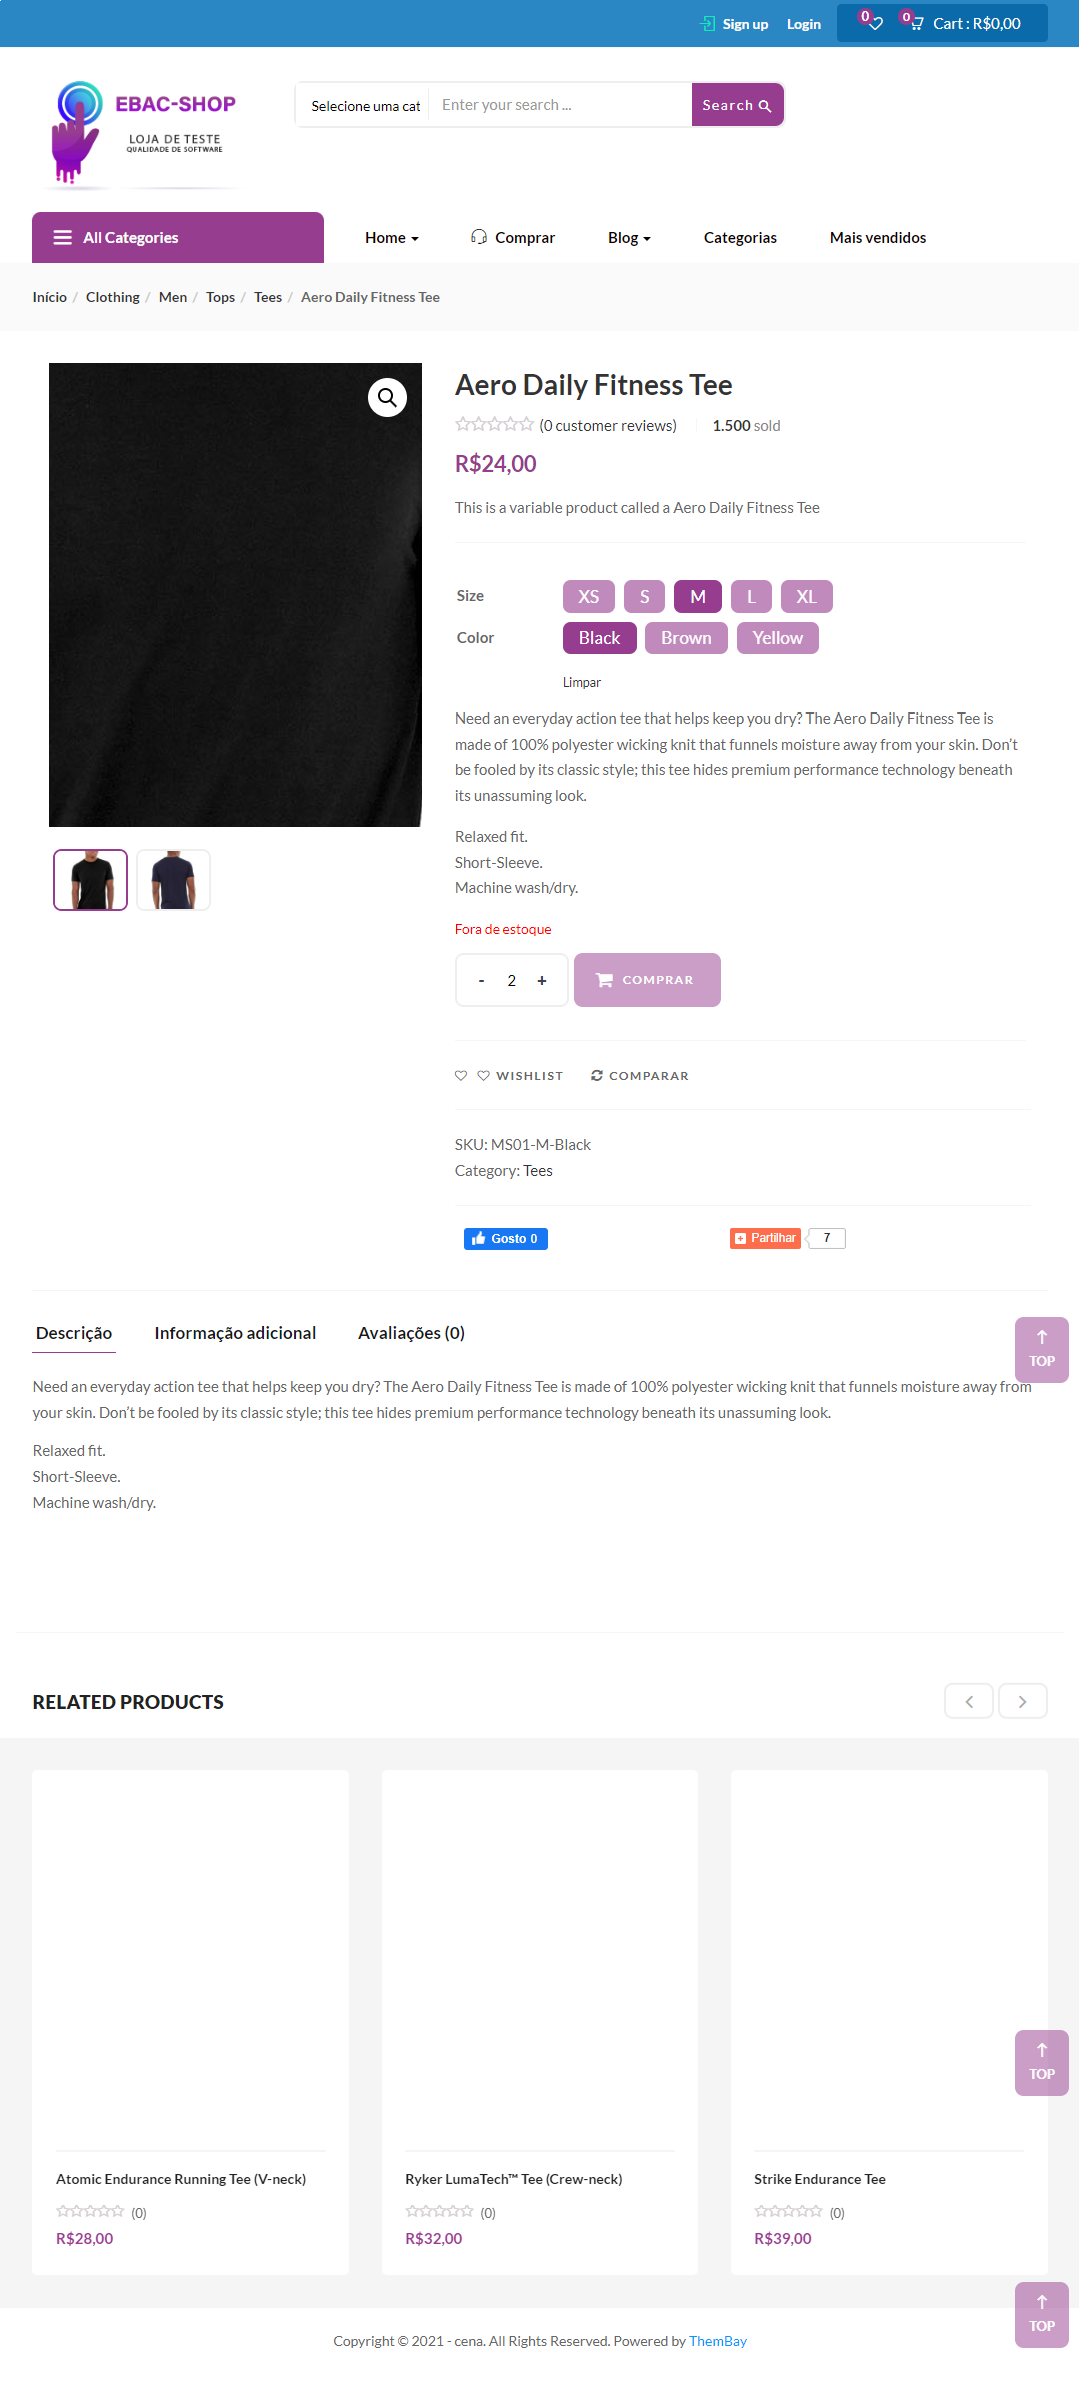 Sign up Login 0 0 Cart : R$0,00
EBAC-SHOP
LOJA DE TESTE
QUALIDADE DE SOFTWARE
Selecione uma cat Enter your search ... Search
All Categories Home Comprar Blog Categorias Mais vendidos
Início / Clothing / Men / Tops / Tees / Aero Daily Fitness Tee
Aero Daily Fitness Tee
(0 customer reviews) 1.500 sold
R$24,00
This is a variable product called a Aero Daily Fitness Tee
Size XS S M L XL
Color Black Brown Yellow
Limpar
Need an everyday action tee that helps keep you dry? The Aero Daily Fitness Tee is
made of 100% polyester wicking knit that funnels moisture away from your skin. Don’t
be fooled by its classic style; this tee hides premium performance technology beneath
its unassuming look.
Relaxed fit.
Short-Sleeve.
Machine wash/dry.
Fora de estoque
- 2 + COMPRAR
WISHLIST COMPARAR
SKU: MS01-M-Black
Category: Tees
Gosto 0 Partilhar 7
Descrição Informação adicional Avaliações (0)
TOP
Need an everyday action tee that helps keep you dry? The Aero Daily Fitness Tee is made of 100% polyester wicking knit that funnels moisture away from
your skin. Don’t be fooled by its classic style; this tee hides premium performance technology beneath its unassuming look.
Relaxed fit.
Short-Sleeve.
Machine wash/dry.
RELATED PRODUCTS
TOP
Atomic Endurance Running Tee (V-neck) Ryker LumaTech™ Tee (Crew-neck) Strike Endurance Tee
(0) (0) (0)
R$28,00 R$32,00 R$39,00
TOP
Copyright © 2021 - cena. All Rights Reserved. Powered by ThemBay